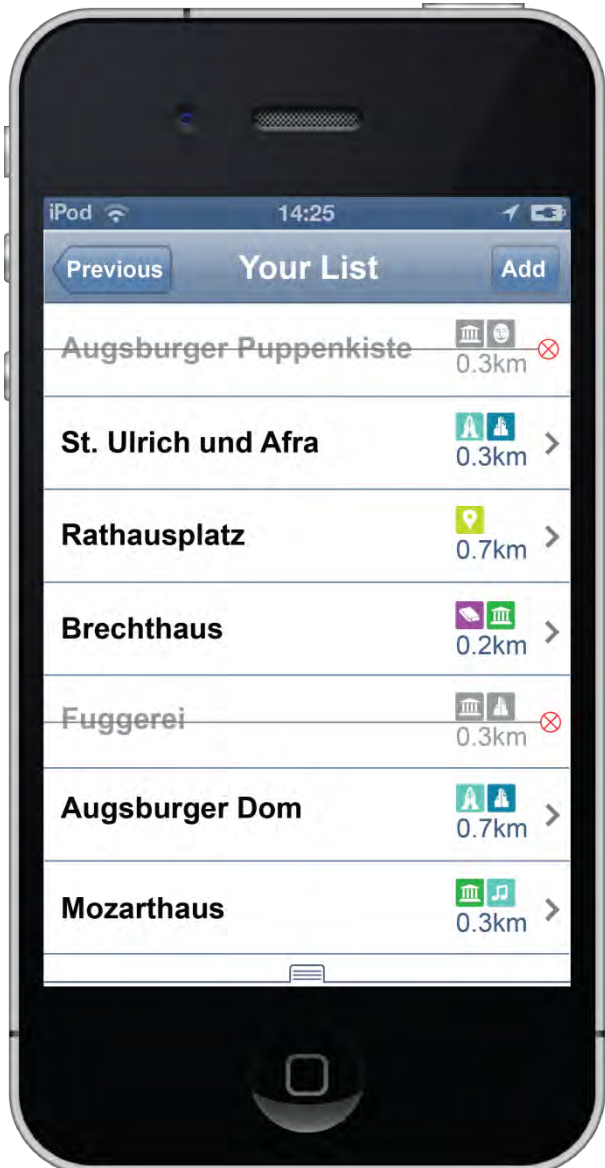 iPod 14:25
Previous Your List Add
Augsburger Puppenkiste 0.3km
St. Ulrich und Afra 0.3km
Rathausplatz 0.7km
Brechthaus 0.2km
Fuggerei 0.3km
Augsburger Dom 0.7km
Mozarthaus 0.3km